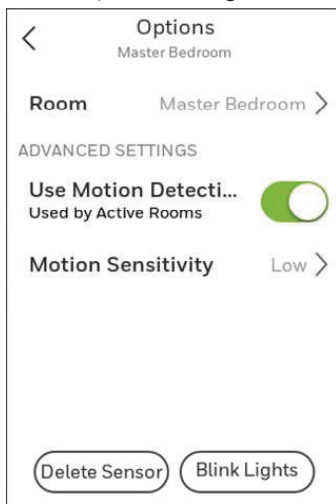 Options
Master Bedroom
Room Master Bedroom
ADVANCED SETTINGS
Use Motion Detecti...
Used by Active Rooms
Motion Sensitivity Low
Delete Sensor Blink Lights